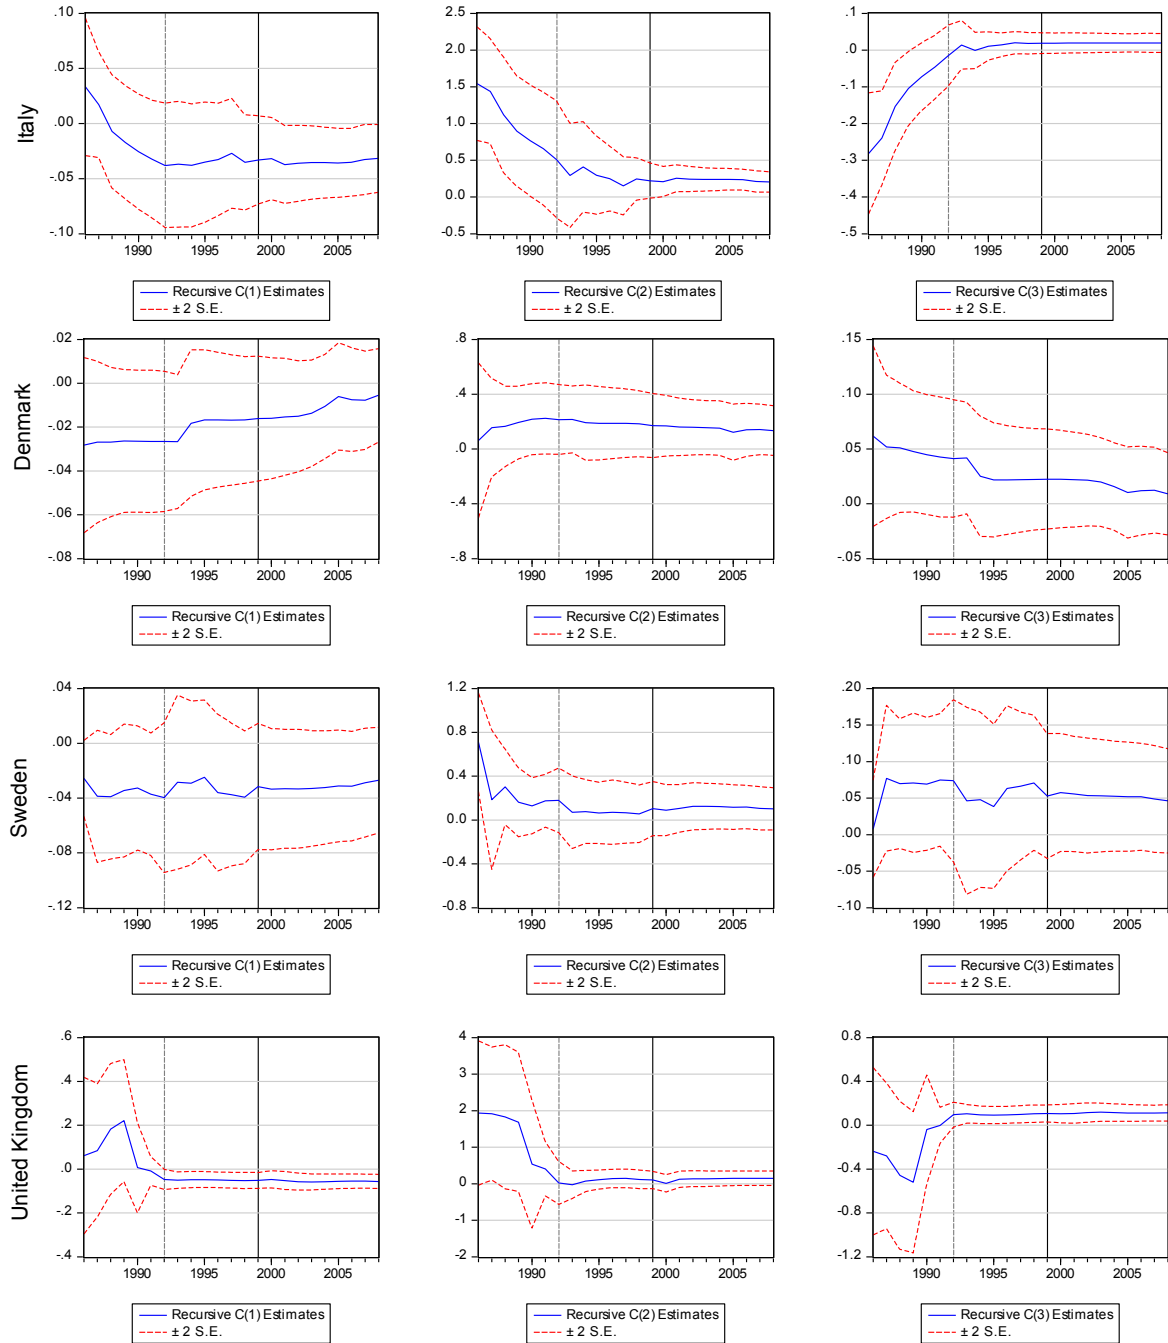 Italy
.10
.05
.00
-.05
-.10
1990 1995 2000 2005
Recursive C(1) Estimates
± 2 S.E.
2.5
2.0
1.5
1.0
0.5
0.0
-0.5
1990 1995 2000 2005
Recursive C(2) Estimates
± 2 S.E.
.1
.0
-.1
-.2
-.3
-.4
-.5
1990 1995 2000 2005
Recursive C(3) Estimates
± 2 S.E.
Denmark
.02
.00
-.02
-.04
-.06
-.08
1990 1995 2000 2005
Recursive C(1) Estimates
± 2 S.E.
.8
.4
.0
-.4
-.8
1990 1995 2000 2005
Recursive C(2) Estimates
± 2 S.E.
.15
.10
.05
.00
-.05
1990 1995 2000 2005
Recursive C(3) Estimates
± 2 S.E.
Sweden
.04
.00
-.04
-.08
-.12
1990 1995 2000 2005
Recursive C(1) Estimates
± 2 S.E.
1.2
0.8
0.4
0.0
-0.4
-0.8
1990 1995 2000 2005
Recursive C(2) Estimates
± 2 S.E.
.20
.15
.10
.05
.00
-.05
-.10
1990 1995 2000 2005
Recursive C(3) Estimates
± 2 S.E.
United Kingdom
.6
.4
.2
.0
-.2
-.4
1990 1995 2000 2005
Recursive C(1) Estimates
± 2 S.E.
4
3
2
1
0
-1
-2
1990 1995 2000 2005
Recursive C(2) Estimates
± 2 S.E.
0.8
0.4
0.0
-0.4
-0.8
-1.2
1990 1995 2000 2005
Recursive C(3) Estimates
± 2 S.E.